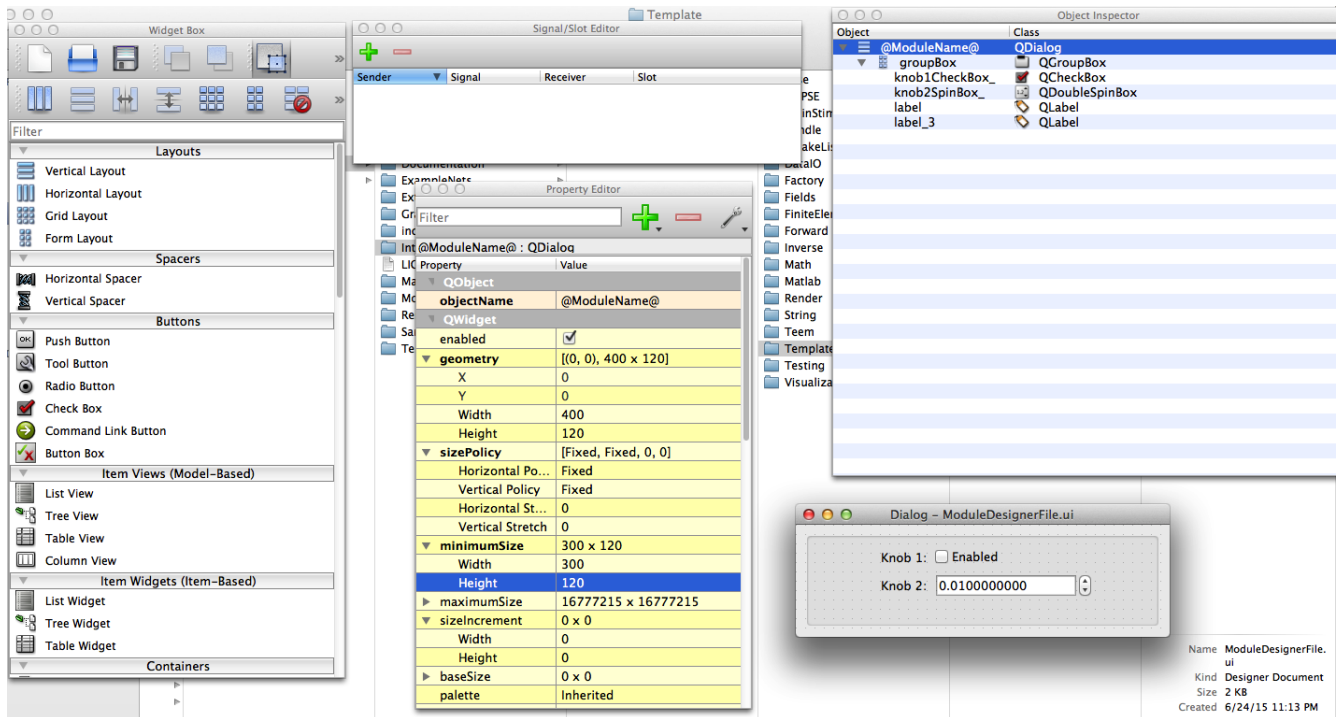 Template
Widget Box
Filter
Layouts
Vertical Layout
Horizontal Layout
Grid Layout
Form Layout
Spacers
Horizontal Spacer
Vertical Spacer
Buttons
OK Push Button
Tool Button
Radio Button
Check Box
Command Link Button
Button Box
Item Views (Model-Based)
List View
Tree View
Table View
Column View
Item Widgets (Item-Based)
List Widget
Tree Widget
Table Widget
Containers
Signal/Slot Editor
Sender Signal Receiver Slot
Documentation
ExampleNets
Property Editor
Filter
@ModuleName@ : QDialog
Property Value
QObject
objectName @ModuleName@
QWidget
enabled
geometry [(0, 0), 400 x 120]
X 0
Y 0
Width 400
Height 120
sizePolicy [Fixed, Fixed, 0, 0]
Horizontal Po... Fixed
Vertical Policy Fixed
Horizontal St... 0
Vertical Stretch 0
minimumSize 300 x 120
Width 300
Height 120
maximumSize 16777215 x 16777215
sizeIncrement 0 x 0
Width 0
Height 0
baseSize 0 x 0
palette Inherited
DataIO
Factory
Fields
FiniteEle
Forward
Inverse
Math
Matlab
Render
String
Teem
Template
Testing
Visualiza
Object Inspector
Object Class
@ModuleName@ QDialog
groupBox QGroupBox
knob1CheckBox_ QCheckBox
knob2SpinBox_ QDoubleSpinBox
label QLabel
label_3 QLabel
Dialog - ModuleDesignerFile.ui
Knob 1: Enabled
Knob 2: 0.0100000000
Name ModuleDesignerFile.
ui
Kind Designer Document
Size 2 KB
Created 6/24/15 11:13 PM